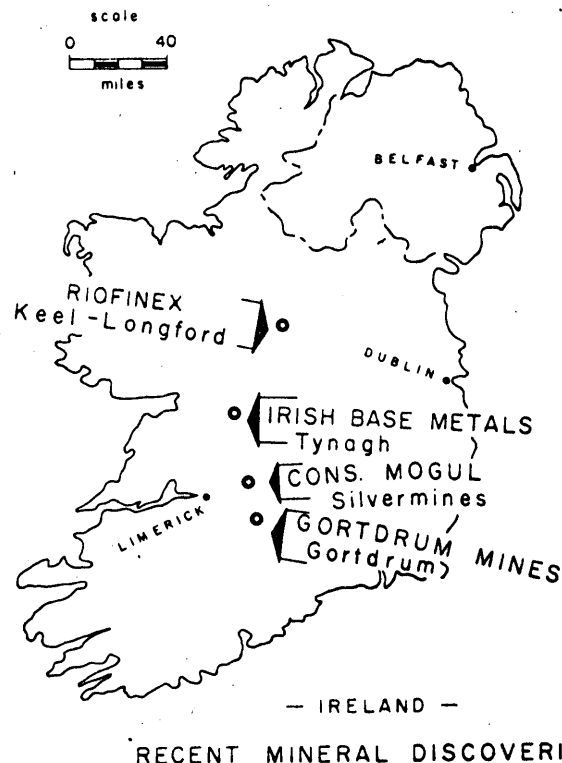 scale
0 40
miles
BELFAST
RIOFINEX
Keel-Longford
DUBLIN
IRISH BASE METALS
Tynagh
CONS. MOGUL
Silvermines
LIMERICK
GORTDRUM MINES
Gortdrum
— IRELAND —
RECENT MINERAL DISCOVERI